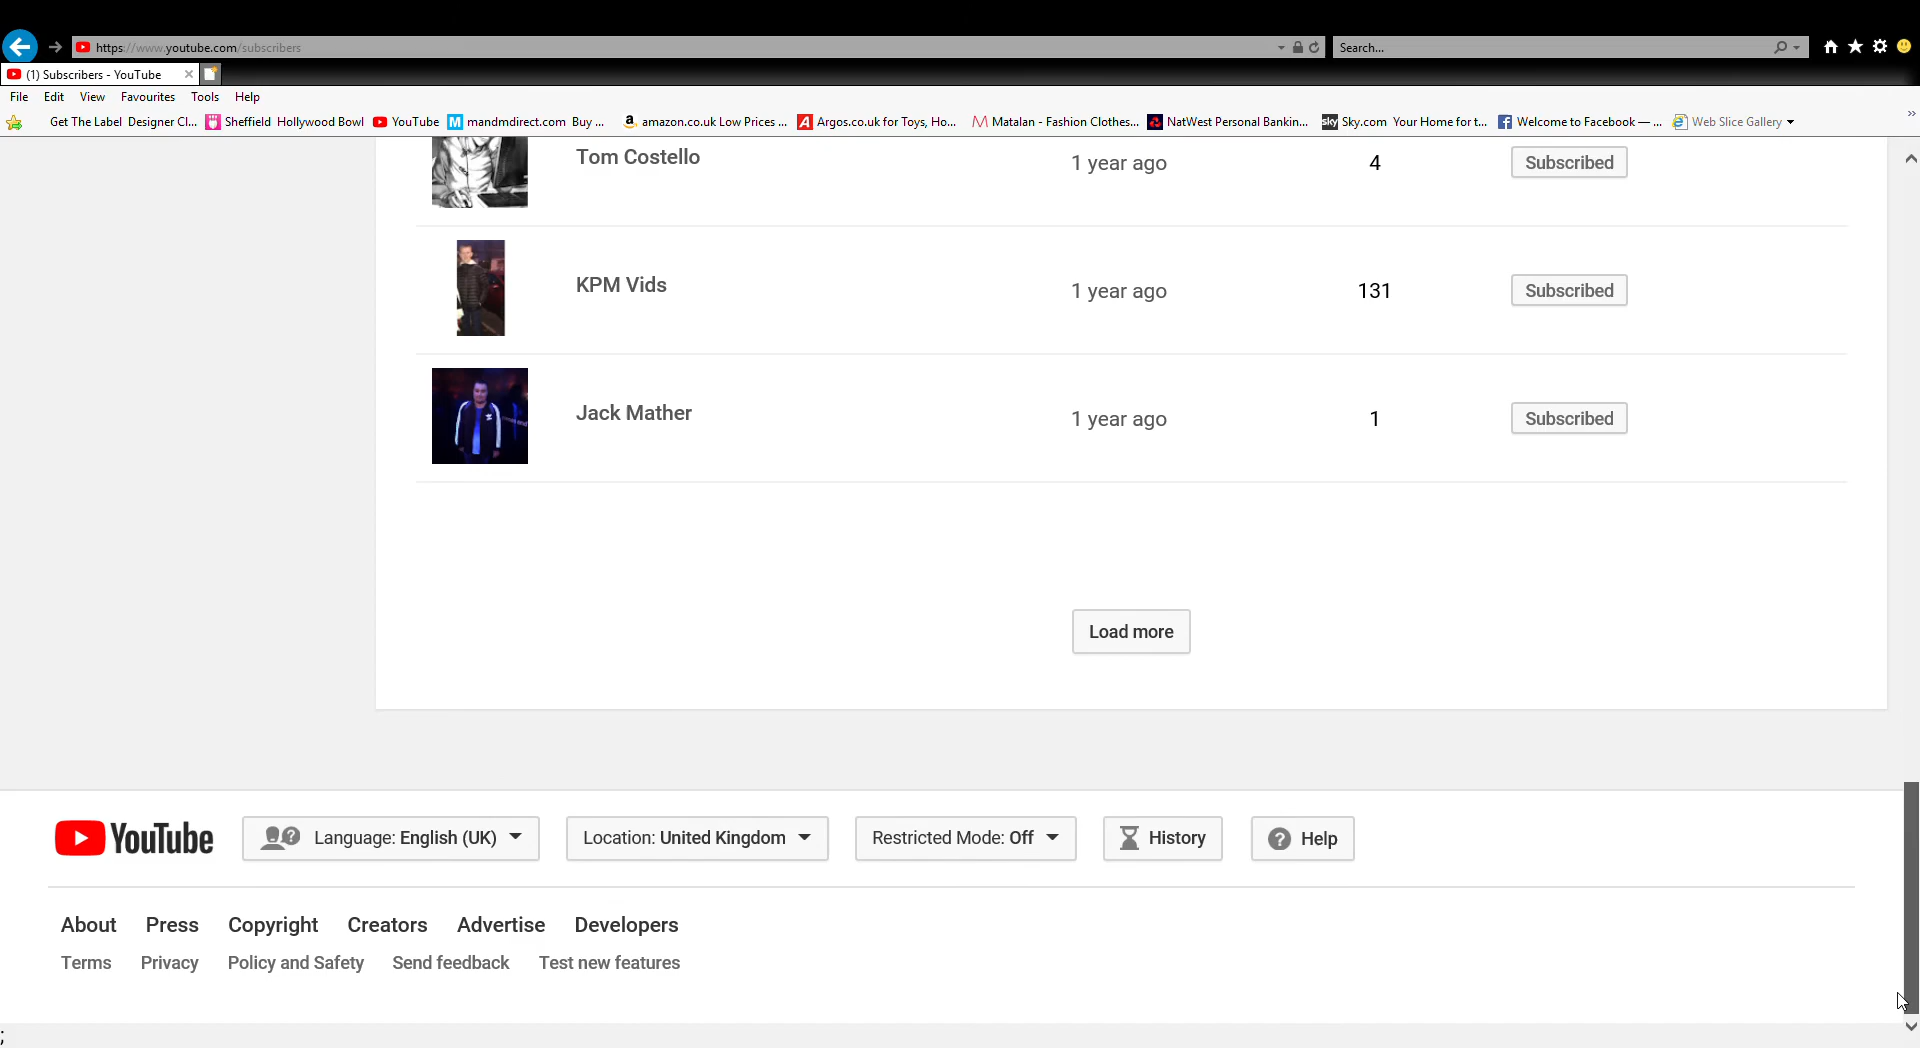 https://www.youtube.com/subscribers
Search...
(1) Subscribers - YouTube
File Edit View Favourites Tools Help
Get The Label Designer Cl... Sheffield Hollywood Bowl YouTube M mandmdirect.com Buy ... a amazon.co.uk Low Prices ... A Argos.co.uk for Toys, Ho... M Matalan - Fashion Clothes... NatWest Personal Bankin... sky Sky.com Your Home for t... f Welcome to Facebook — ... Web Slice Gallery »
Tom Costello 1 year ago 4 Subscribed
KPM Vids 1 year ago 131 Subscribed
Jack Mather 1 year ago 1 Subscribed
Load more
YouTube Language: English (UK) Location: United Kingdom Restricted Mode: Off History ? Help
About Press Copyright Creators Advertise Developers
Terms Privacy Policy and Safety Send feedback Test new features
;